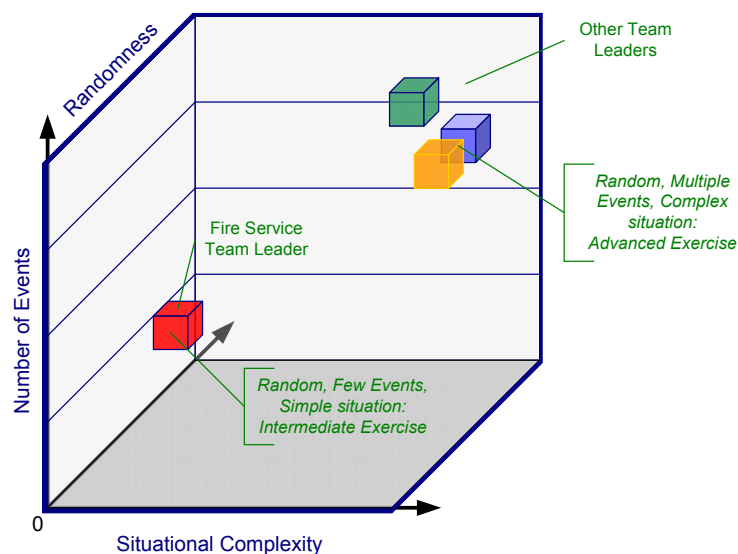 Other Team
Leaders
Randomness
Random, Multiple
Events, Complex
situation:
Advanced Exercise
Fire Service
Team Leader
Number of Events
Random, Few Events,
Simple situation:
Intermediate Exercise
0
Situational Complexity